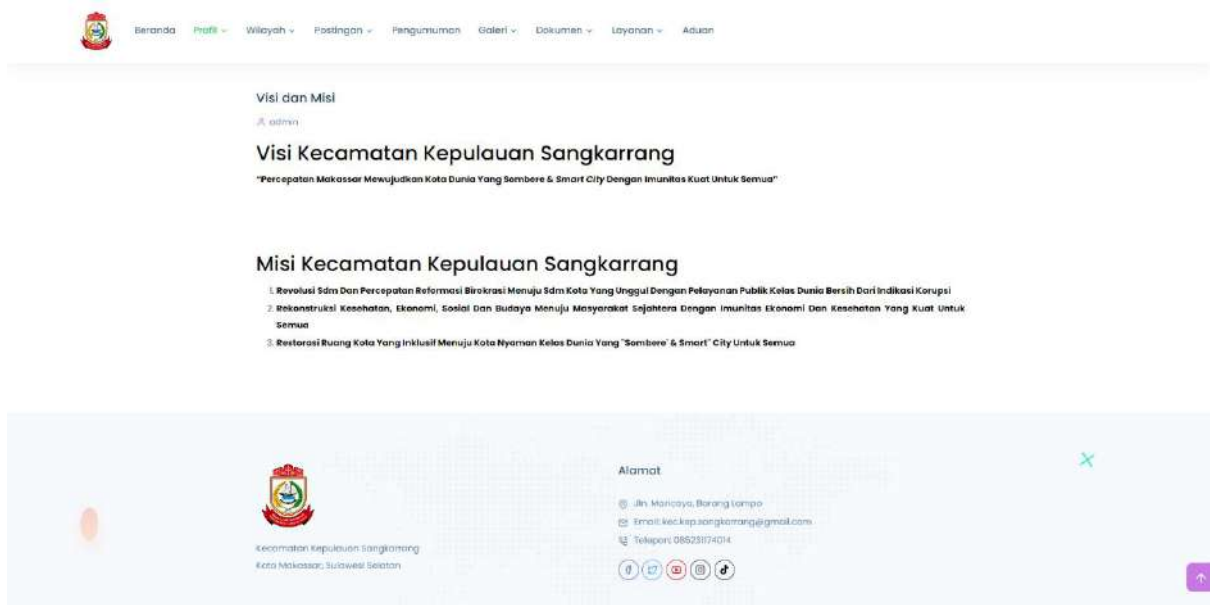 Beranda Profil Wilayah Postingan Pengumuman Galeri Dokumen Layanan Aduan
Visi dan Misi
admin
Visi Kecamatan Kepulauan Sangkarrang
"Percepatan Makassar Mewujudkan Kota Dunia Yang Sombere & Smart City Dengan Imunitas Kuat Untuk Semua"
Misi Kecamatan Kepulauan Sangkarrang
1. Revolusi Sdm Dan Percepatan Reformasi Birokrasi Menuju Sdm Kota Yang Unggul Dengan Pelayanan Publik Kelas Dunia Bersih Dari Indikasi Korupsi
2. Rekonstruksi Kesehatan, Ekonomi, Sosial Dan Budaya Menuju Masyarakat Sejahtera Dengan Imunitas Ekonomi Dan Kesehatan Yang Kuat Untuk
Semua
3. Restorasi Ruang Kota Yang Inklusif Menuju Kota Nyaman Kelas Dunia Yang "Sombere' & Smart" City Untuk Semua
Kecamatan Kepulauan Sangkarrang
Kota Makassar, Sulawesi Selatan
Alamat
Jln. Maricaya, Barang Lompo
Email: kec.kep.sangkarrang@gmail.com
Telepon: